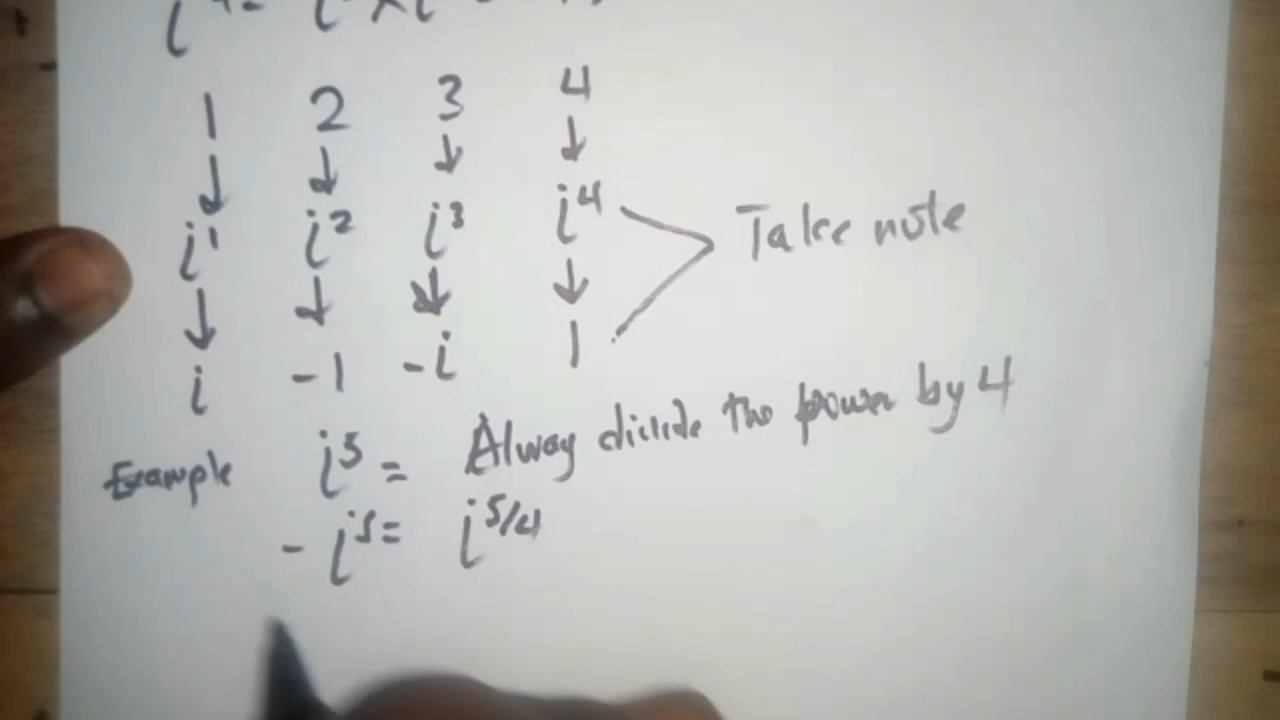 1 2 3 4
↓ ↓ ↓ ↓
i¹ i² i³ i⁴ Take note
↓ ↓ ↓ ↓
i -1 -i 1
Example i⁵ = Alway divide the power by 4
- i⁵ = i⁵/⁴